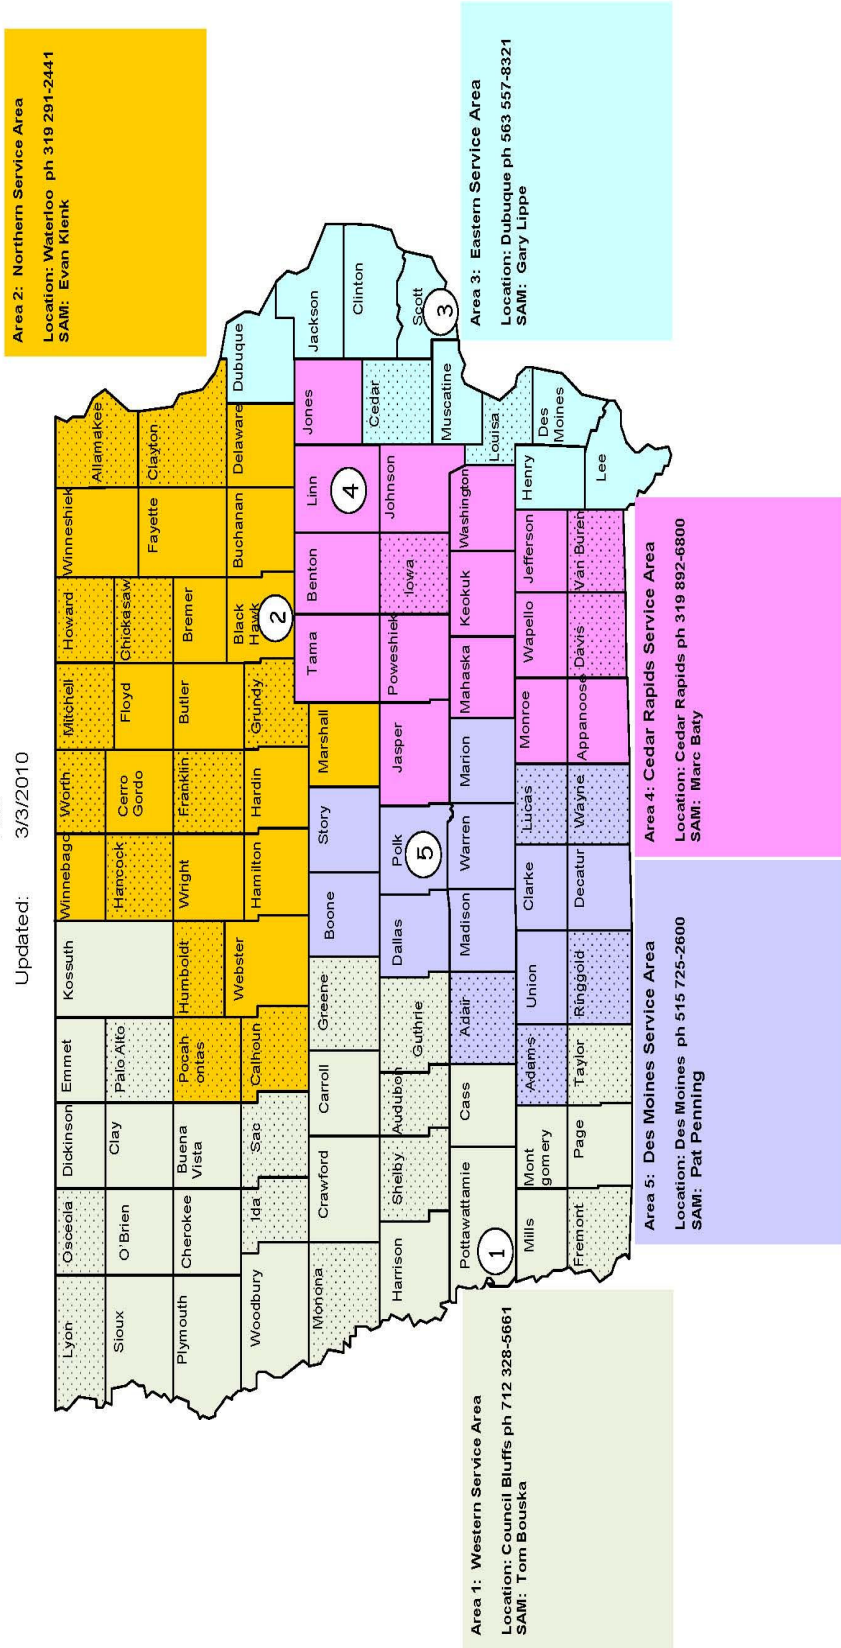 Updated: 3/3/2010
Area 2: Northern Service Area
Location: Waterloo ph 319 291-2441
SAM: Evan Klenk
Lyon
Osceola
Dickinson
Emmet
Kossuth
Winnebago
Worth
Mitchell
Howard
Winneshiek
Allamakee
Sioux
O'Brien
Clay
Palo Alto
Hancock
Cerro
Gordo
Floyd
Chickasaw
Fayette
Clayton
Plymouth
Cherokee
Buena
Vista
Pocah
ontas
Humboldt
Wright
Franklin
Butler
Bremer
Woodbury
Ida
Sac
Calhoun
Webster
Hamilton
Hardin
Grundy
Black
Hawk
2
Buchanan
Delaware
Dubuque
Monona
Crawford
Carroll
Greene
Boone
Story
Marshall
Tama
Benton
Linn
4
Jones
Jackson
Clinton
Harrison
Shelby
Audubon
Guthrie
Dallas
Polk
5
Jasper
Poweshiek
Iowa
Johnson
Cedar
Scott
3
Muscatine
Pottawattamie
1
Cass
Adair
Madison
Warren
Marion
Mahaska
Keokuk
Washington
Louisa
Mills
Mont
gomery
Adams
Union
Clarke
Lucas
Monroe
Wapello
Jefferson
Henry
Des
Moines
Fremont
Page
Taylor
Ringgold
Decatur
Wayne
Appanoose
Davis
Van Buren
Lee
Area 1: Western Service Area
Location: Council Bluffs ph 712 328-5661
SAM: Tom Bouska
Area 5: Des Moines Service Area
Location: Des Moines ph 515 725-2600
SAM: Pat Penning
Area 4: Cedar Rapids Service Area
Location: Cedar Rapids ph 319 892-6800
SAM: Marc Baty
Area 3: Eastern Service Area
Location: Dubuque ph 563 557-8321
SAM: Gary Lippe